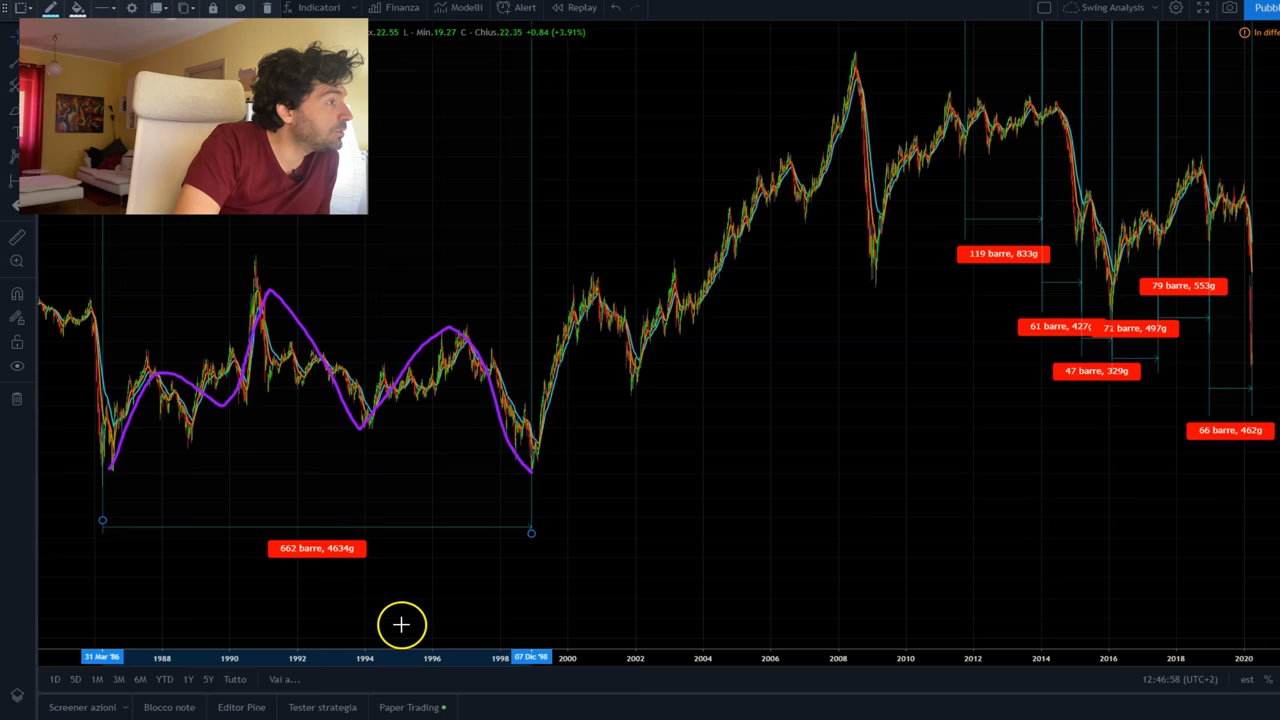 Indicatori
Finanza
Modelli
Alert
Replay
Swing Analysis
Pubbl
x.22.55 L - Min.19.27 C - Chius.22.35 +0.84 (+3.91%)
In diffe
119 barre, 833g
79 barre, 553g
61 barre, 427g
71 barre, 497g
47 barre, 329g
66 barre, 462g
662 barre, 4634g
31 Mar '86
1988
1990
1992
1994
1996
1998
07 Dic '98
2000
2002
2004
2006
2008
2010
2012
2014
2016
2018
2020
1D 5D 1M 3M 6M YTD 1Y 5Y Tutto Vai a...
12:46:58 (UTC+2)
est %
Screener azioni
Blocco note
Editor Pine
Tester strategia
Paper Trading